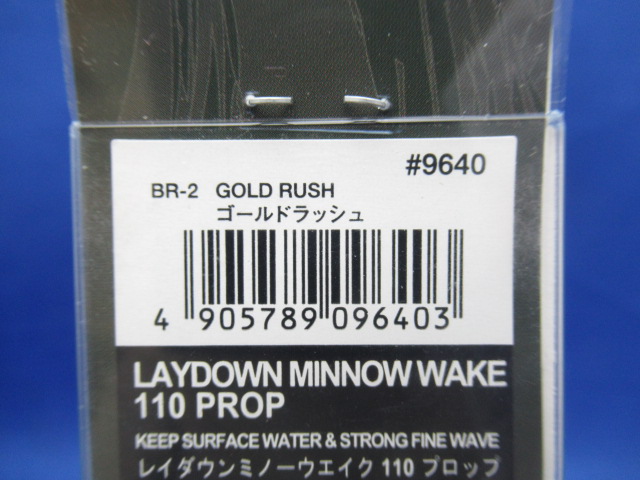 #9640
BR-2 GOLD RUSH
ゴールドラッシュ
4 905789 096403
LAYDOWN MINNOW WAKE
110 PROP
KEEP SURFACE WATER & STRONG FINE WAVE
レイダウンミノーウエイク 110 プロップ